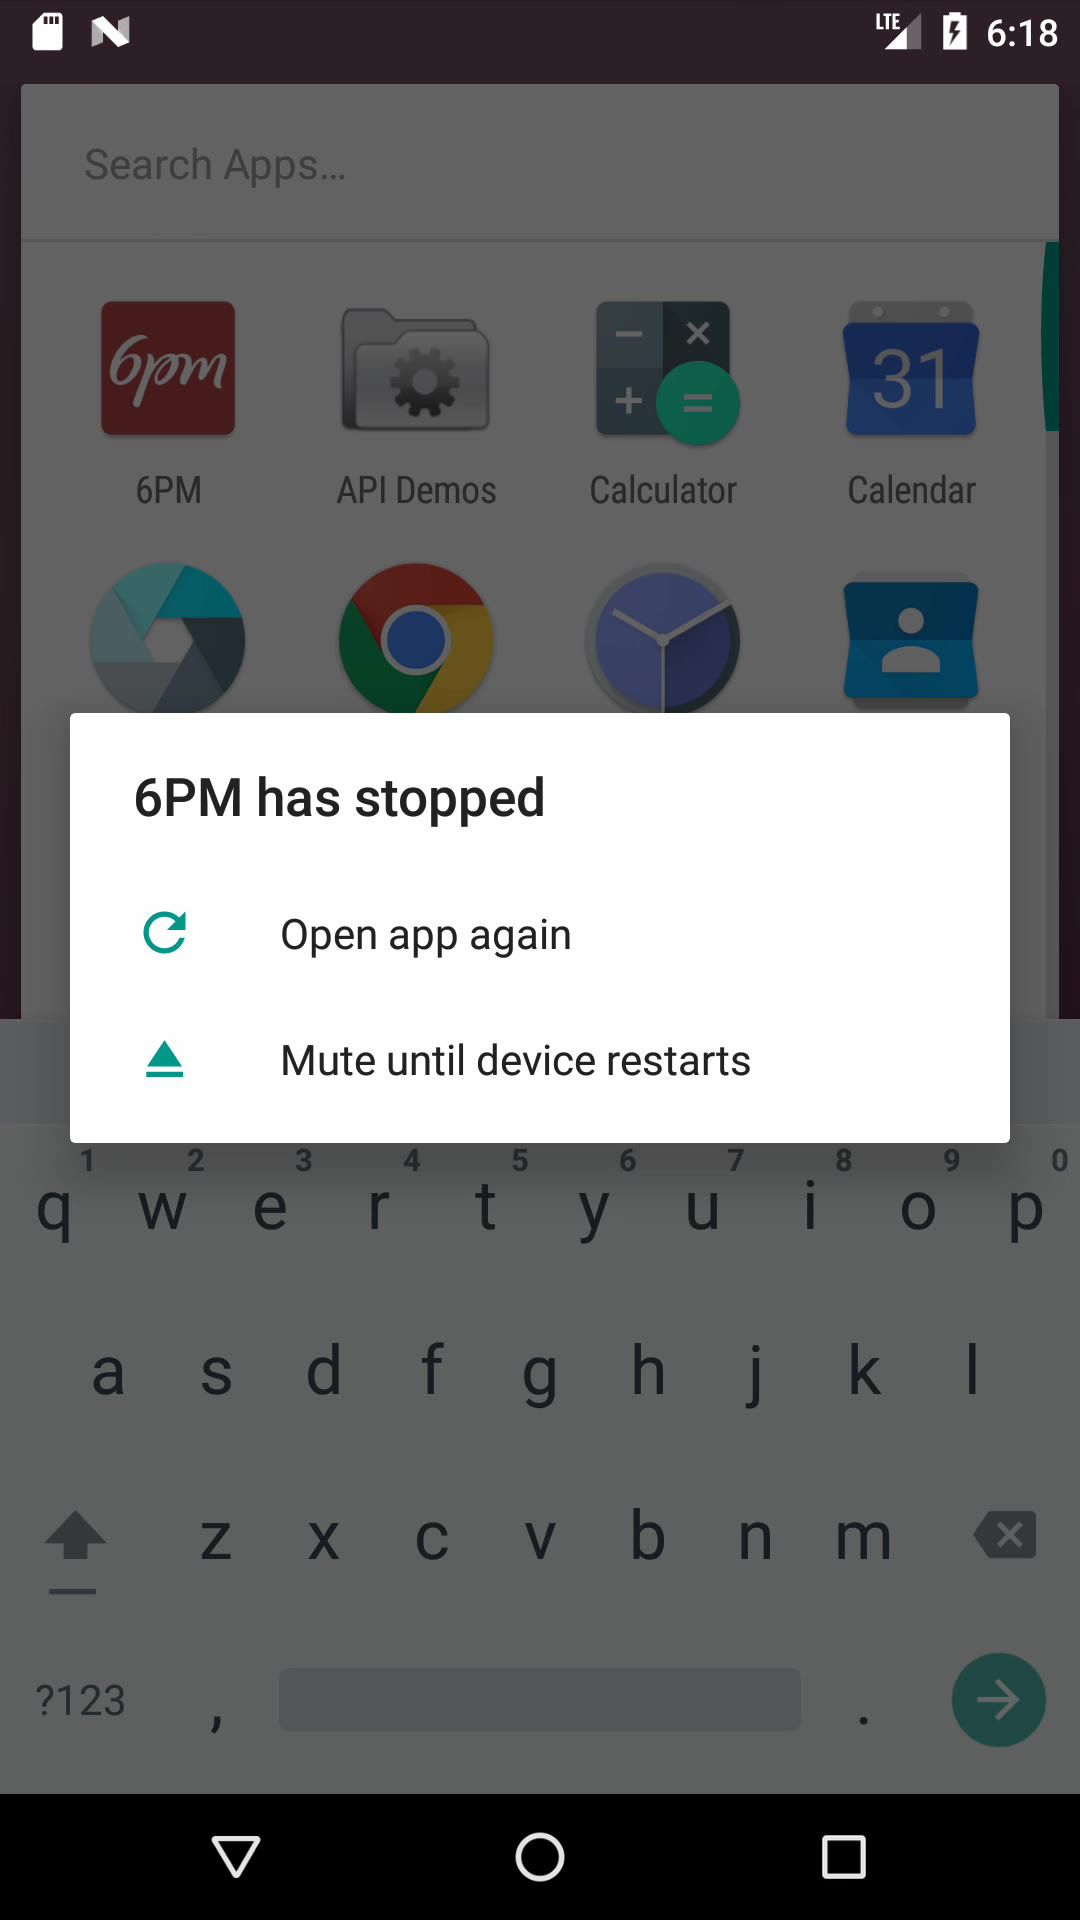 LTE 6:18
Search Apps…
6pm
31
6PM API Demos Calculator Calendar
6PM has stopped
Open app again
Mute until device restarts
1 2 3 4 5 6 7 8 9 0
q w e r t y u i o p
a s d f g h j k l
z x c v b n m
?123 , .